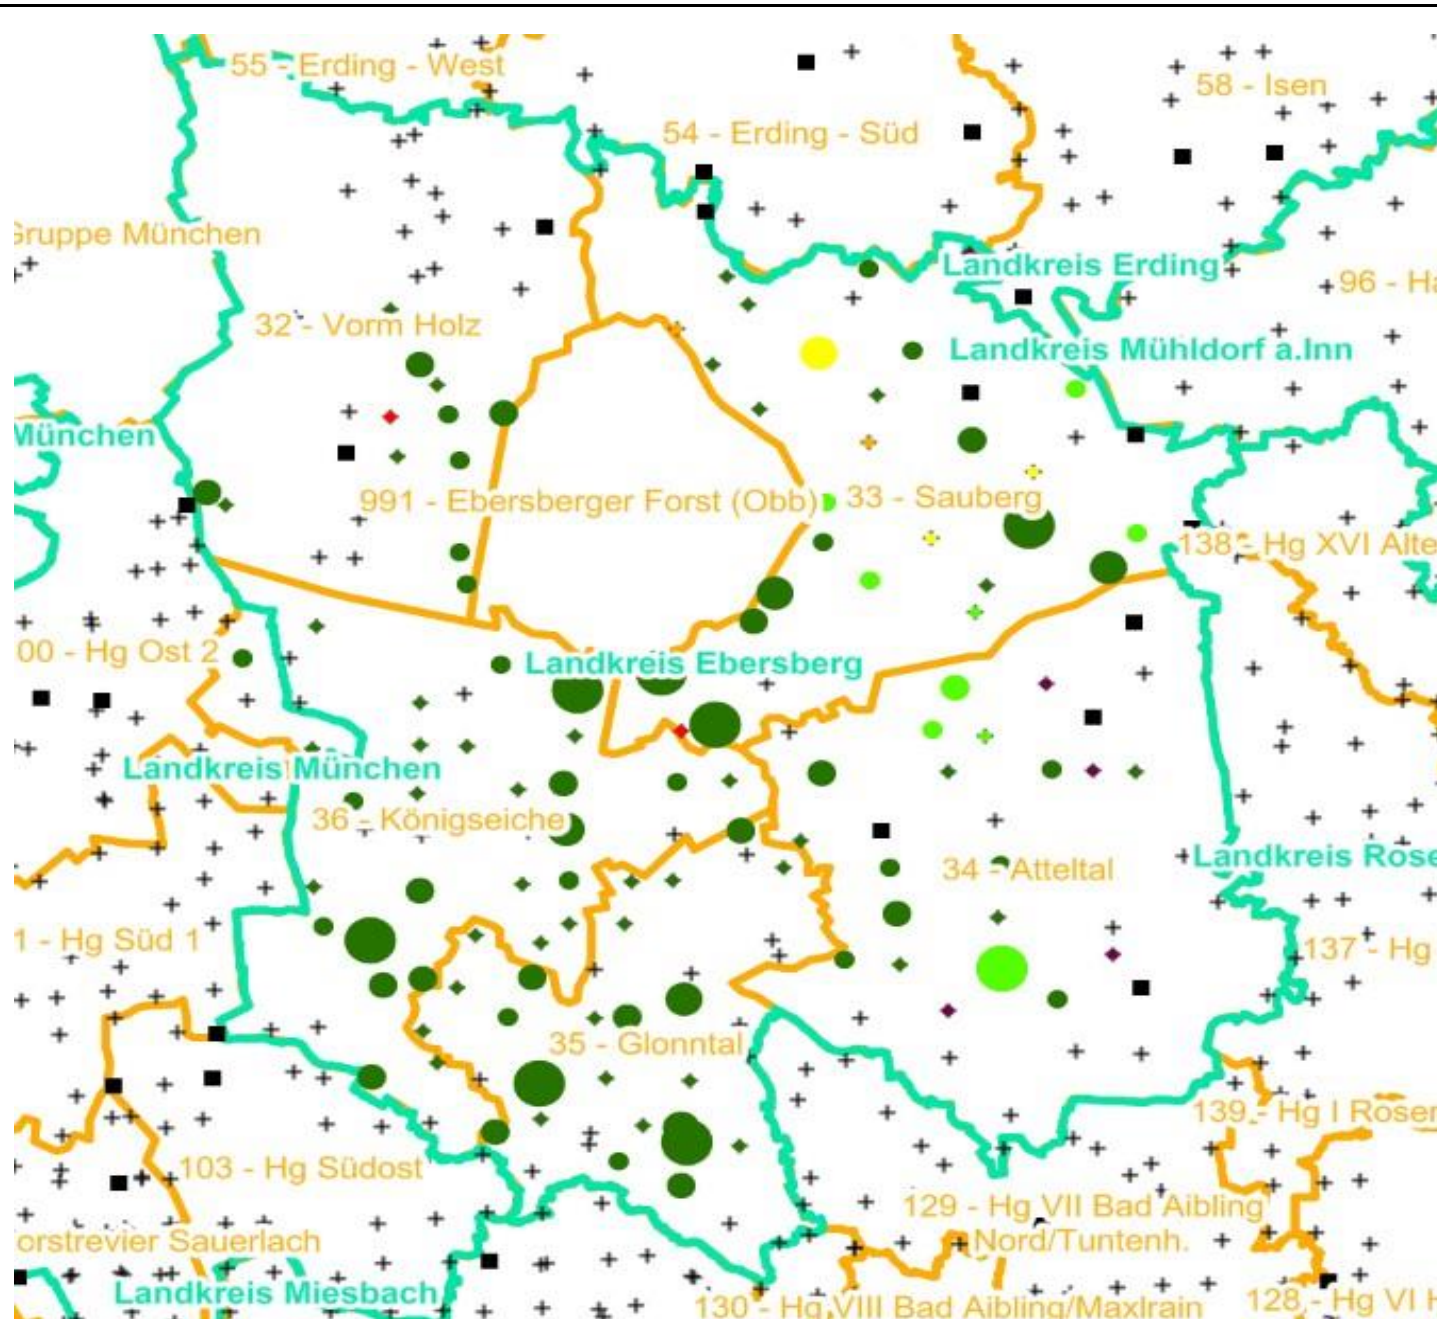 55 - Erding - West
58 - Isen
54 - Erding - Süd
Gruppe München
Landkreis Erding
96 - Ha
32 - Vorm Holz
Landkreis Mühldorf a.Inn
München
991 - Ebersberger Forst (Obb)
33 - Sauberg
138 - Hg XVI Alte
00 - Hg Ost 2
Landkreis Ebersberg
Landkreis München
36 - Königseiche
34 - Atteltal
Landkreis Rose
1 - Hg Süd 1
137 - Hg
35 - Glonntal
139 - Hg I Roser
103 - Hg Südost
129 - Hg VII Bad Aibling
Nord/Tuntenh.
orstrevier Sauerlach
Landkreis Miesbach
130 - Hg VIII Bad Aibling/Maxlrain
128 - Hg VI H